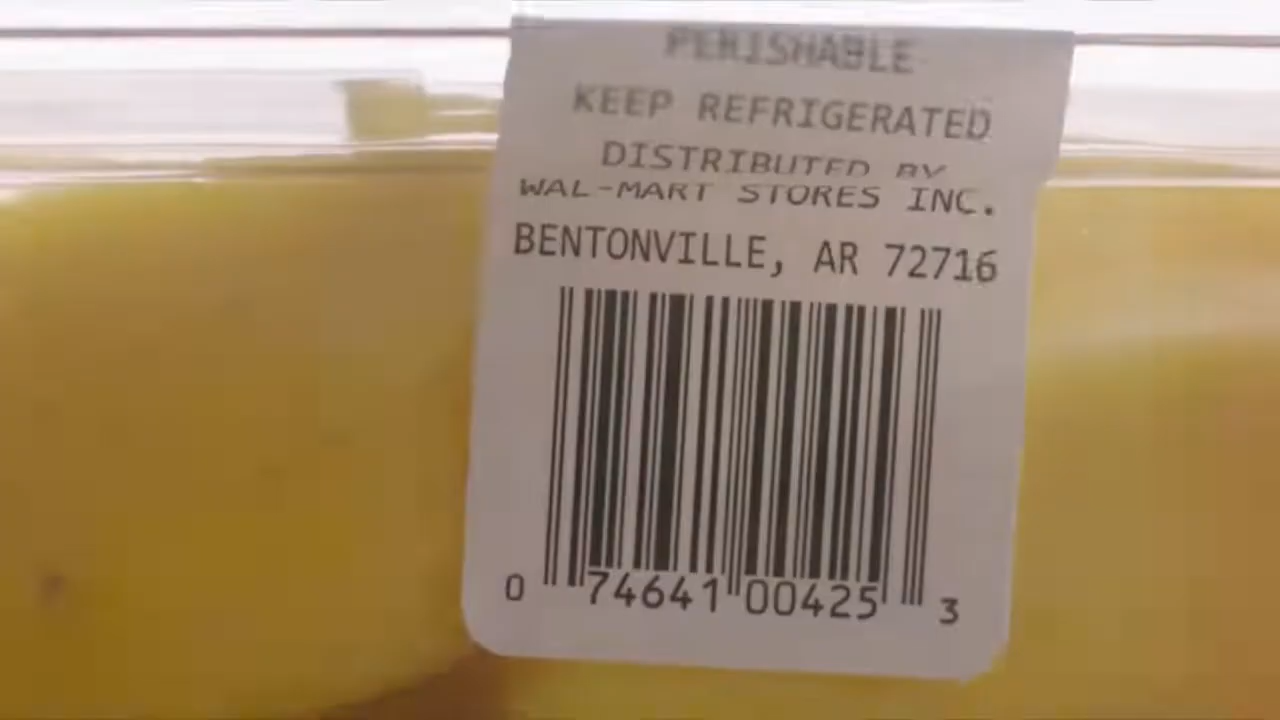 PERISHABLE
KEEP REFRIGERATED
DISTRIBUTED BY
WAL-MART STORES INC.
BENTONVILLE, AR 72716
0 74641 00425 3